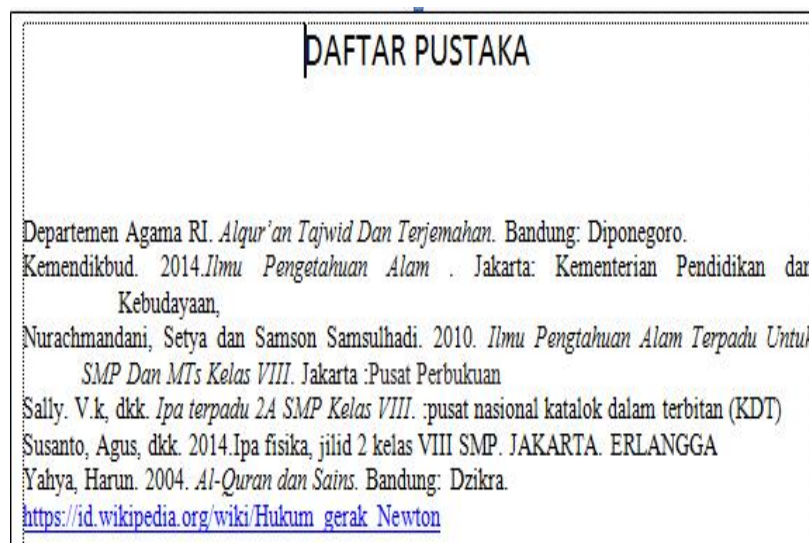 DAFTAR PUSTAKA
Departemen Agama RI. Alqur'an Tajwid Dan Terjemahan. Bandung: Diponegoro.
Kemendikbud. 2014.Ilmu Pengetahuan Alam . Jakarta: Kementerian Pendidikan dan
Kebudayaan,
Nurachmandani, Setya dan Samson Samsulhadi. 2010. Ilmu Pengtahuan Alam Terpadu Untuk
SMP Dan MTs Kelas VIII. Jakarta :Pusat Perbukuan
Sally. V.k, dkk. Ipa terpadu 2A SMP Kelas VIII. :pusat nasional katalok dalam terbitan (KDT)
Susanto, Agus, dkk. 2014.Ipa fisika, jilid 2 kelas VIII SMP. JAKARTA. ERLANGGA
Yahya, Harun. 2004. Al-Quran dan Sains. Bandung: Dzikra.
https://id.wikipedia.org/wiki/Hukum_gerak_Newton